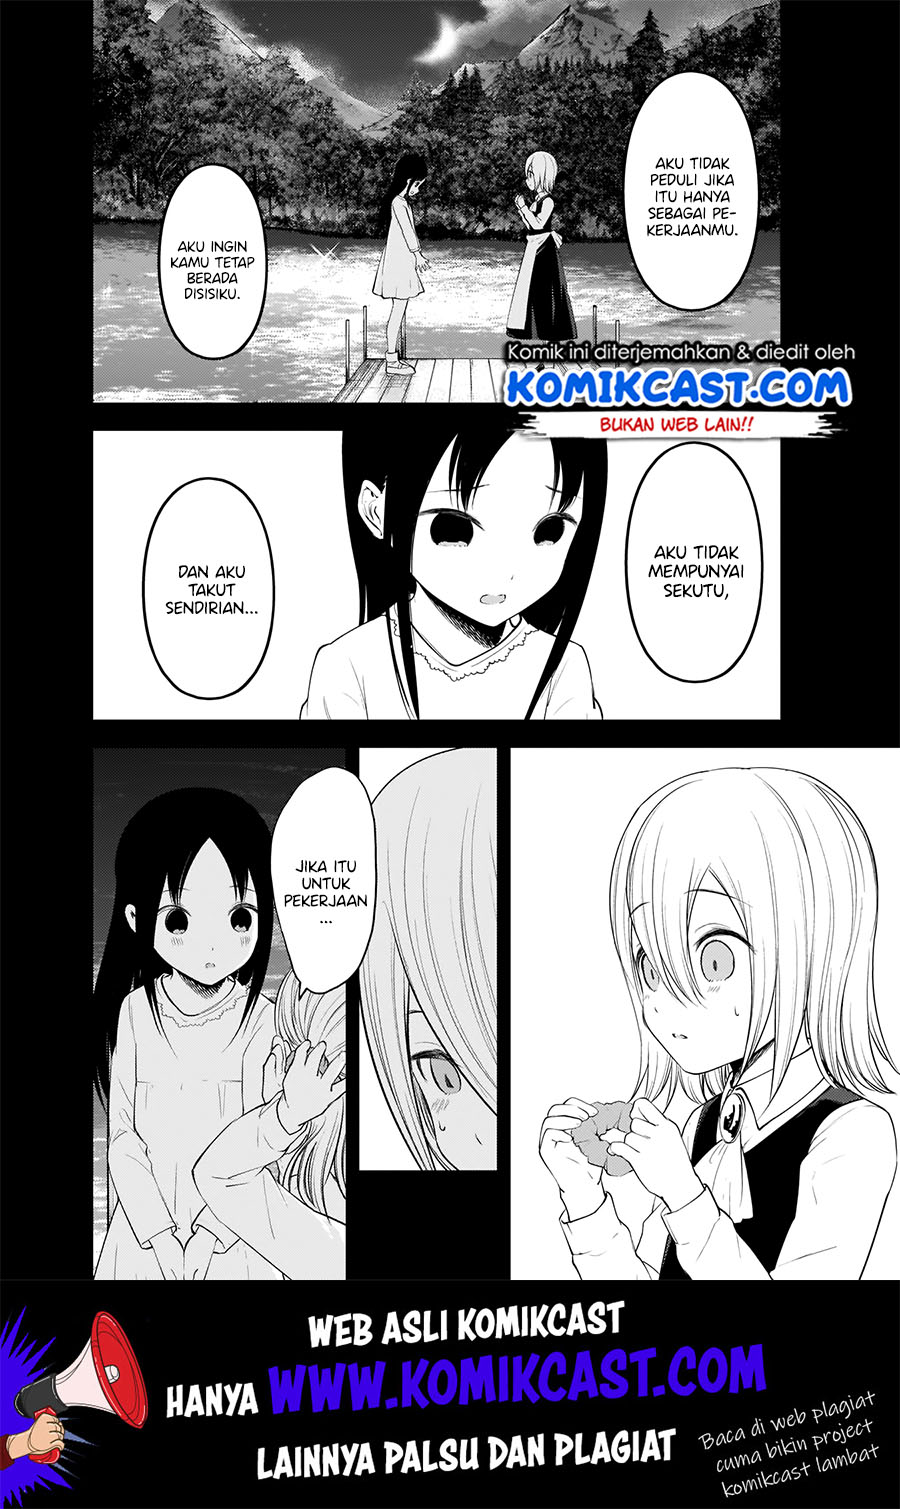 AKU TIDAK
PEDULI JIKA
ITU HANYA
SEBAGAI PE-
KERJAANMU.
AKU INGIN
KAMU TETAP
BERADA
DISISIKU.
Komik ini diterjemahkan & diedit oleh
KOMIKCAST.COM
BUKAN WEB LAIN!!
AKU TIDAK
MEMPUNYAI
SEKUTU,
DAN AKU
TAKUT
SENDIRIAN...
JIKA ITU
UNTUK
PEKERJAAN
...
WEB ASLI KOMIKCAST
HANYA WWW.KOMIKCAST.COM
LAINNYA PALSU DAN PLAGIAT
Baca di web plagiat
cuma bikin project
komikcast lambat